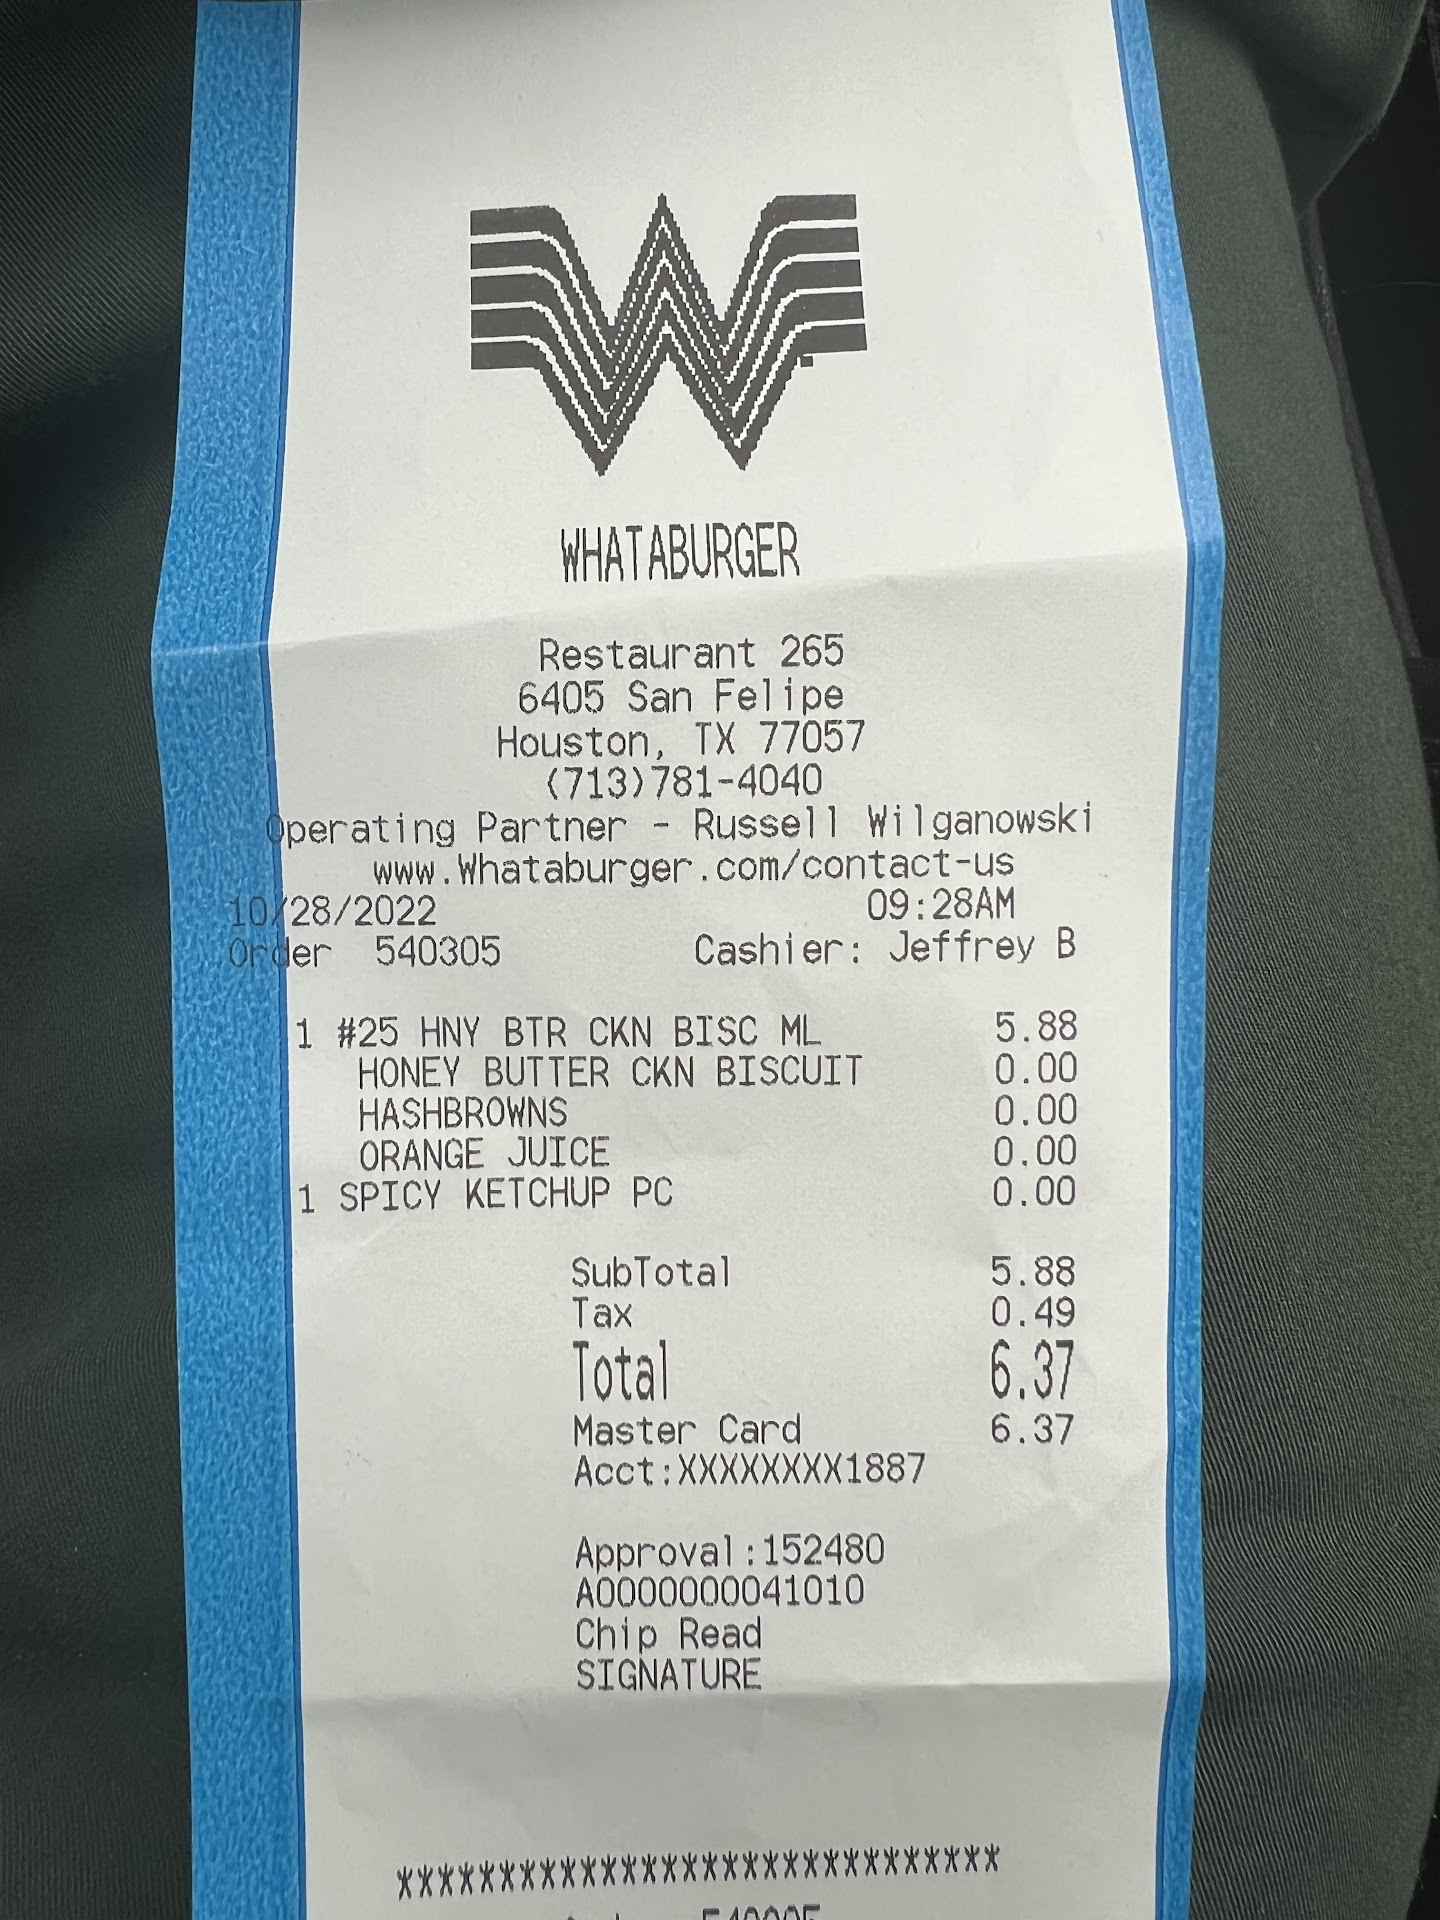 WHATABURGER
Restaurant 265
6405 San Felipe
Houston, TX 77057
(713)781-4040
Operating Partner - Russell Wilganowski
www.Whataburger.com/contact-us
10/28/2022 09:28AM
Order 540305 Cashier: Jeffrey B
1 #25 HNY BTR CKN BISC ML 5.88
HONEY BUTTER CKN BISCUIT 0.00
HASHBROWNS 0.00
ORANGE JUICE 0.00
1 SPICY KETCHUP PC 0.00
SubTotal 5.88
Tax 0.49
Total 6.37
Master Card 6.37
Acct:XXXXXXXX1887
Approval:152480
A0000000041010
Chip Read
SIGNATURE
*****************************